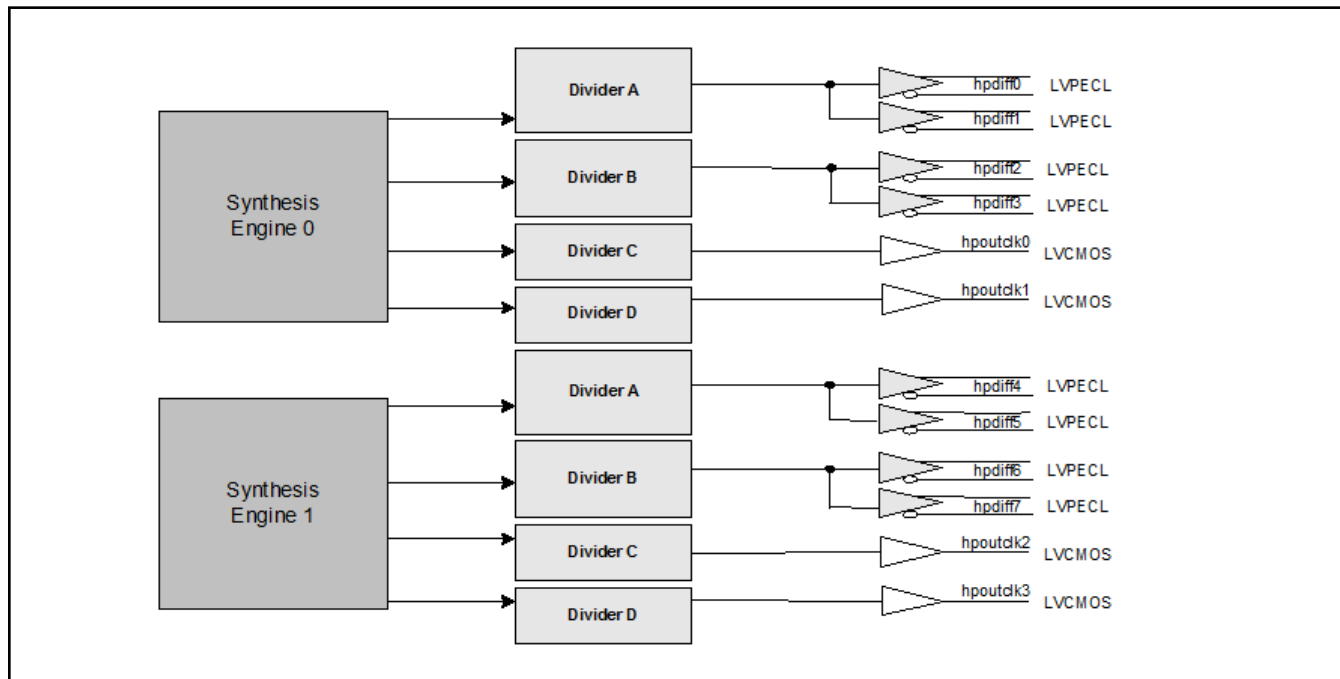 Divider A
hpdiff0 LVPECL
hpdiff1 LVPECL
Divider B
hpdiff2 LVPECL
hpdiff3 LVPECL
Synthesis
Engine 0
Divider C
hpoutclk0 LVCMOS
Divider D
hpoutclk1 LVCMOS
Divider A
hpdiff4 LVPECL
hpdiff5 LVPECL
Divider B
hpdiff6 LVPECL
hpdiff7 LVPECL
Synthesis
Engine 1
Divider C
hpoutclk2 LVCMOS
Divider D
hpoutclk3 LVCMOS